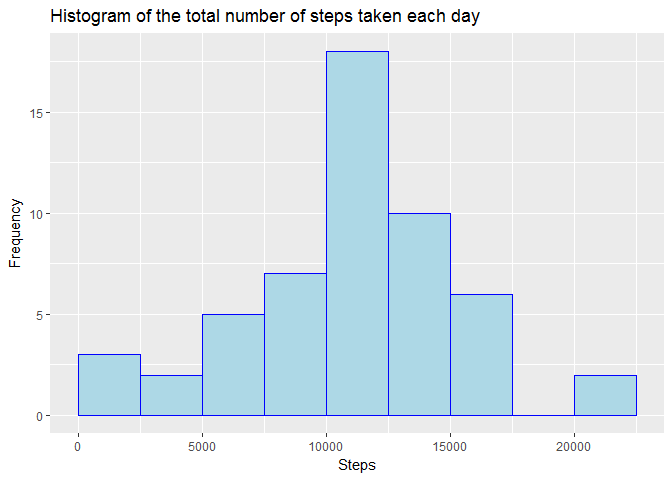 Histogram of the total number of steps taken each day
15
10
5
0
Frequency
0 5000 10000 15000 20000
Steps